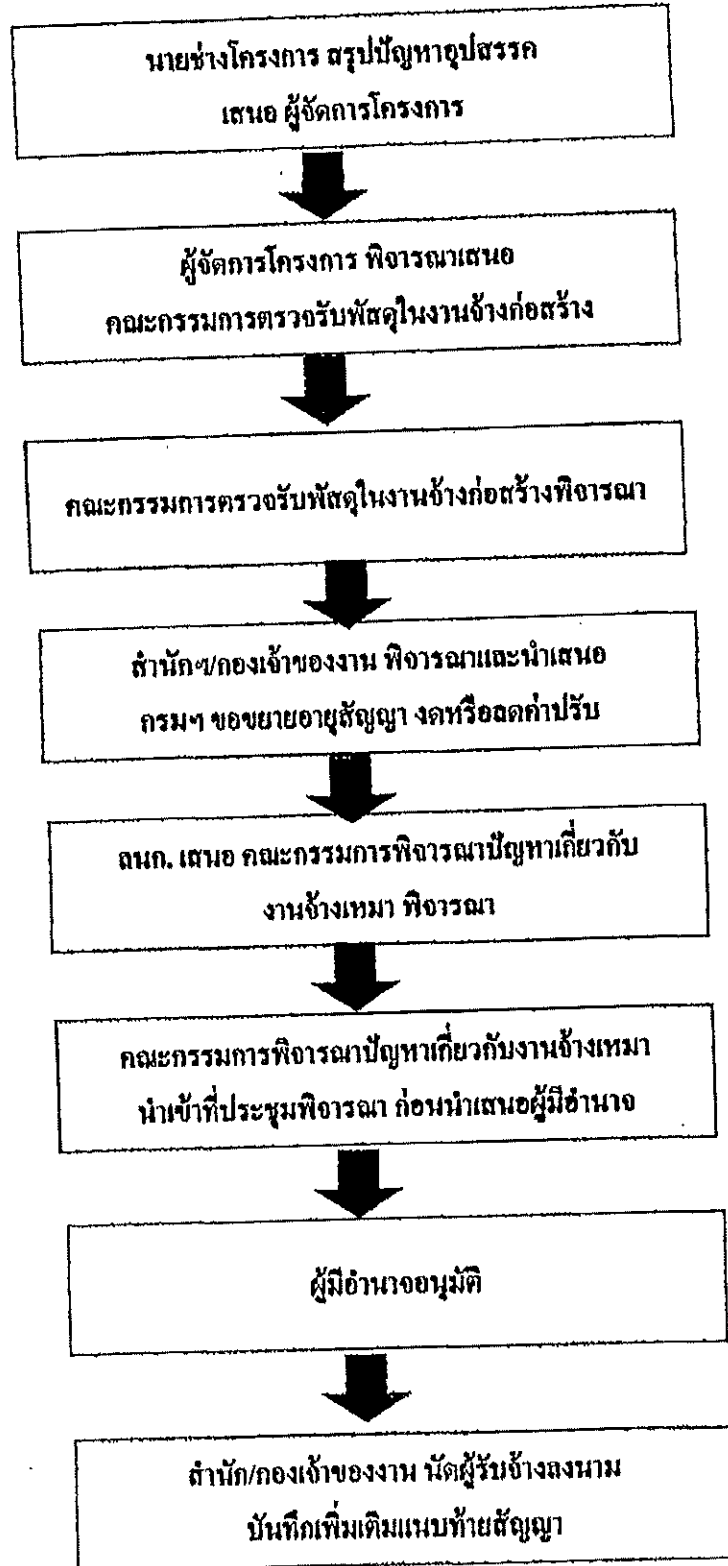 นายช่างโครงการ สรุปปัญหาอุปสรรค
เสนอ ผู้จัดการโครงการ
ผู้จัดการโครงการ พิจารณาเสนอ
คณะกรรมการตรวจรับพัสดุในงานจ้างก่อสร้าง
คณะกรรมการตรวจรับพัสดุในงานจ้างก่อสร้างพิจารณา
สำนักฯ/กองเจ้าของงาน พิจารณาและนำเสนอ
กรมฯ ขอขยายอายุสัญญา งดหรือลดค่าปรับ
ลนก. เสนอ คณะกรรมการพิจารณาปัญหาเกี่ยวกับ
งานจ้างเหมา พิจารณา
คณะกรรมการพิจารณาปัญหาเกี่ยวกับงานจ้างเหมา
นำเข้าที่ประชุมพิจารณา ก่อนนำเสนอผู้มีอำนาจ
ผู้มีอำนาจอนุมัติ
สำนัก/กองเจ้าของงาน นัดผู้รับจ้างลงนาม
บันทึกเพิ่มเติมแนบท้ายสัญญา